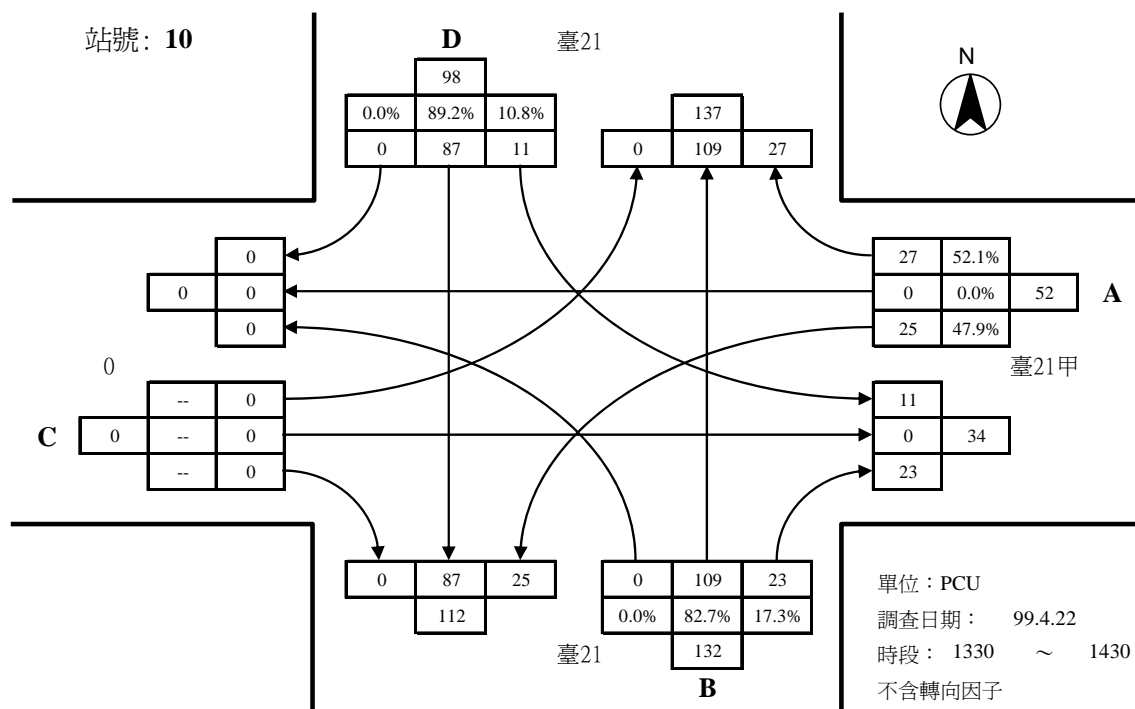 站號: 10
D
臺21
N
98
0.0% 89.2% 10.8%
0 87 11
137
0 109 27
0
0 0
0
27 52.1%
0 0.0% 52
25 47.9%
A
0
臺21甲
C
-- 0
0 -- 0
-- 0
11
0 34
23
0 87 25
112
臺21
0 109 23
0.0% 82.7% 17.3%
132
B
單位：PCU
調查日期： 99.4.22
時段： 1330 ～ 1430
不含轉向因子